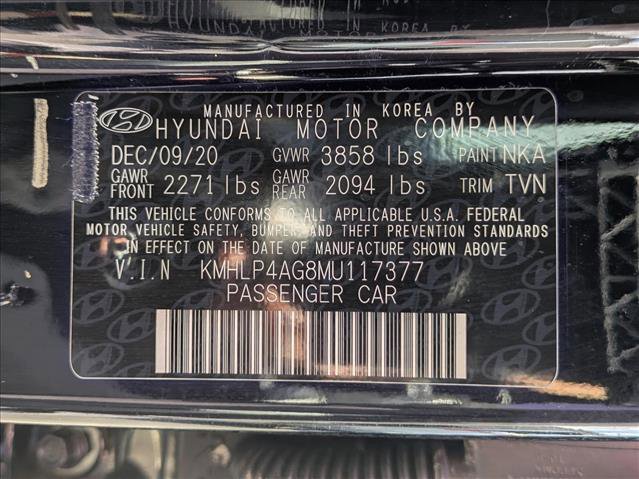 MANUFACTURED IN KOREA BY
HYUNDAI MOTOR COMPANY
DEC/09/20 GVWR 3858 lbs PAINT NKA
GAWR FRONT 2271 lbs GAWR REAR 2094 lbs TRIM TVN
THIS VEHICLE CONFORMS TO ALL APPLICABLE U.S.A. FEDERAL
MOTOR VEHICLE SAFETY, BUMPER, AND THEFT PREVENTION STANDARDS
IN EFFECT ON THE DATE OF MANUFACTURE SHOWN ABOVE
V.I.N KMHLP4AG8MU117377
PASSENGER CAR